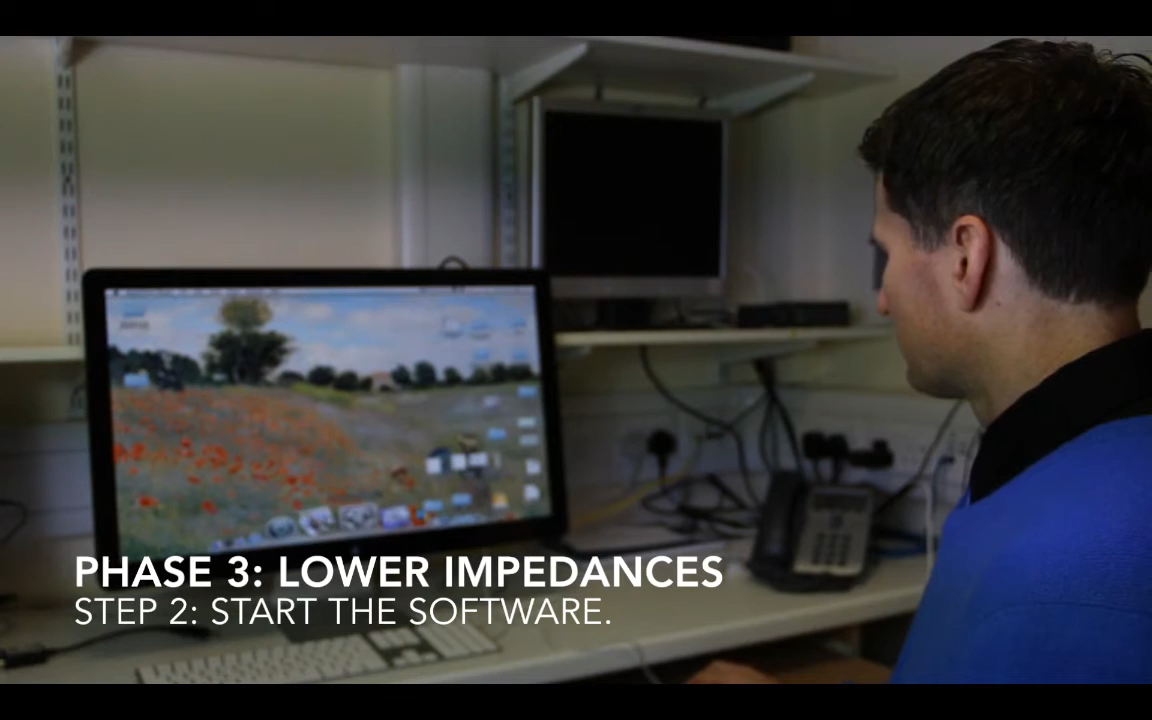 PHASE 3: LOWER IMPEDANCES
STEP 2: START THE SOFTWARE.